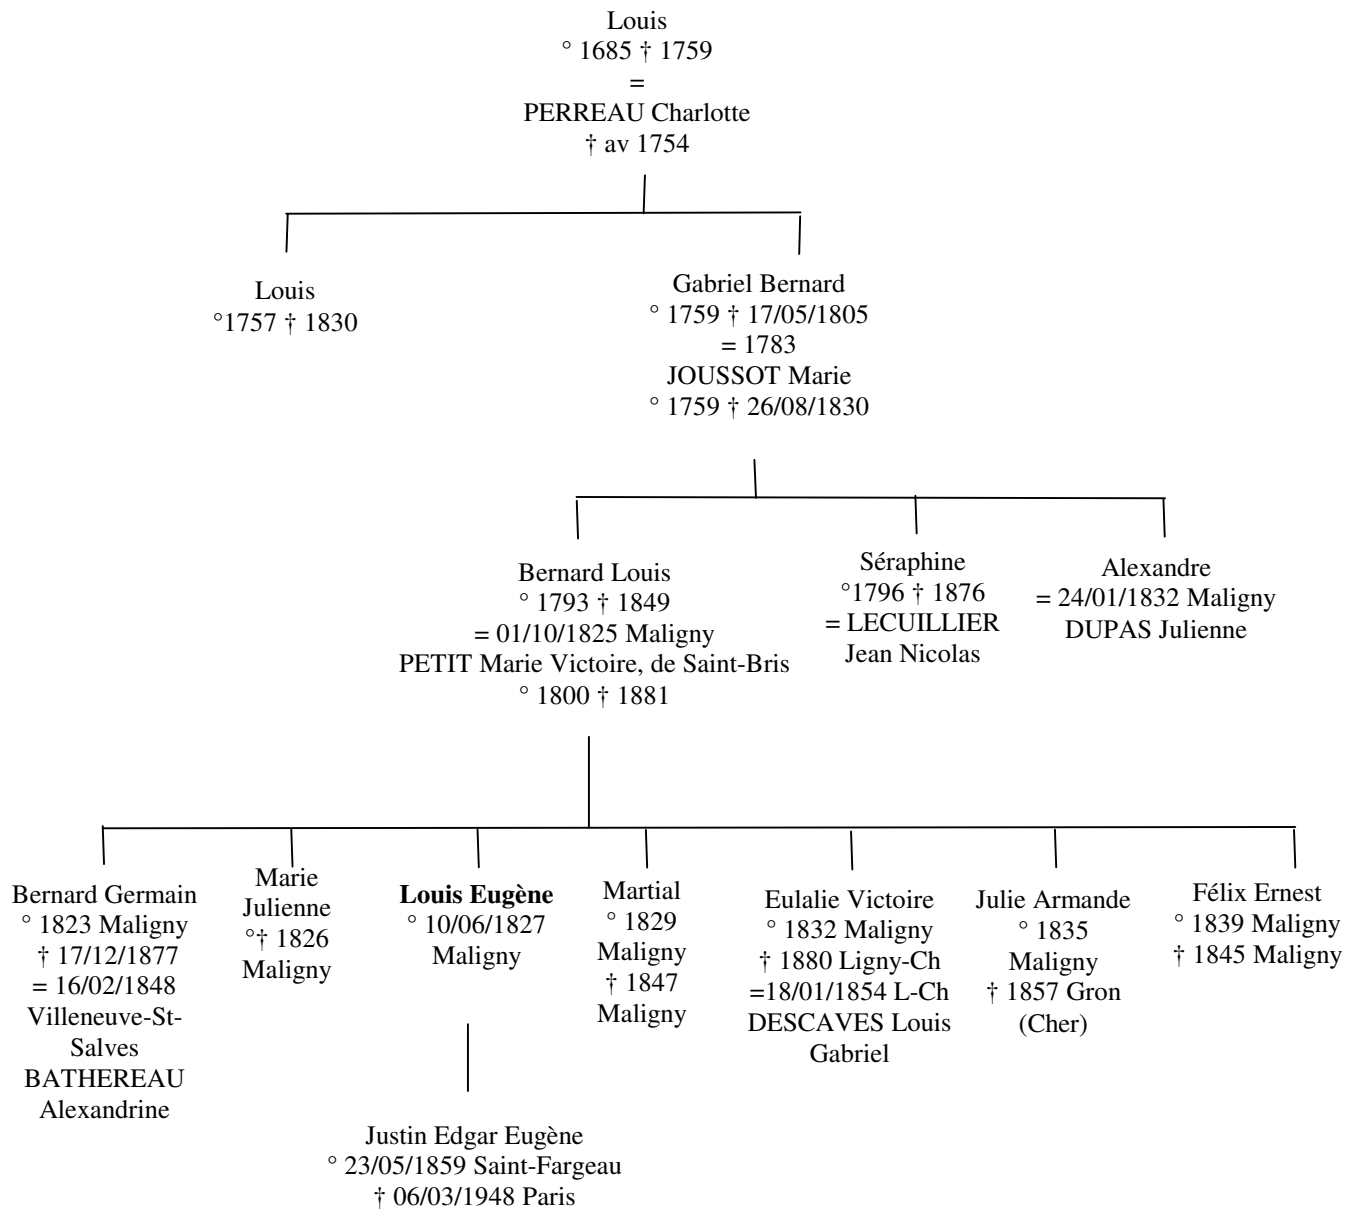 Louis
° 1685 † 1759
=
PERREAU Charlotte
† av 1754
Louis
°1757 † 1830
Gabriel Bernard
° 1759 † 17/05/1805
= 1783
JOUSSOT Marie
° 1759 † 26/08/1830
Bernard Louis
° 1793 † 1849
= 01/10/1825 Maligny
PETIT Marie Victoire, de Saint-Bris
° 1800 † 1881
Séraphine
°1796 † 1876
= LECUILLIER
Jean Nicolas
Alexandre
= 24/01/1832 Maligny
DUPAS Julienne
Bernard Germain
° 1823 Maligny
† 17/12/1877
= 16/02/1848
Villeneuve-St-
Salves
BATHEREAU
Alexandrine
Marie
Julienne
°† 1826
Maligny
Louis Eugène
° 10/06/1827
Maligny
Martial
° 1829
Maligny
† 1847
Maligny
Eulalie Victoire
° 1832 Maligny
† 1880 Ligny-Ch
=18/01/1854 L-Ch
DESCAVES Louis
Gabriel
Julie Armande
° 1835
Maligny
† 1857 Gron
(Cher)
Félix Ernest
° 1839 Maligny
† 1845 Maligny
Justin Edgar Eugène
° 23/05/1859 Saint-Fargeau
† 06/03/1948 Paris